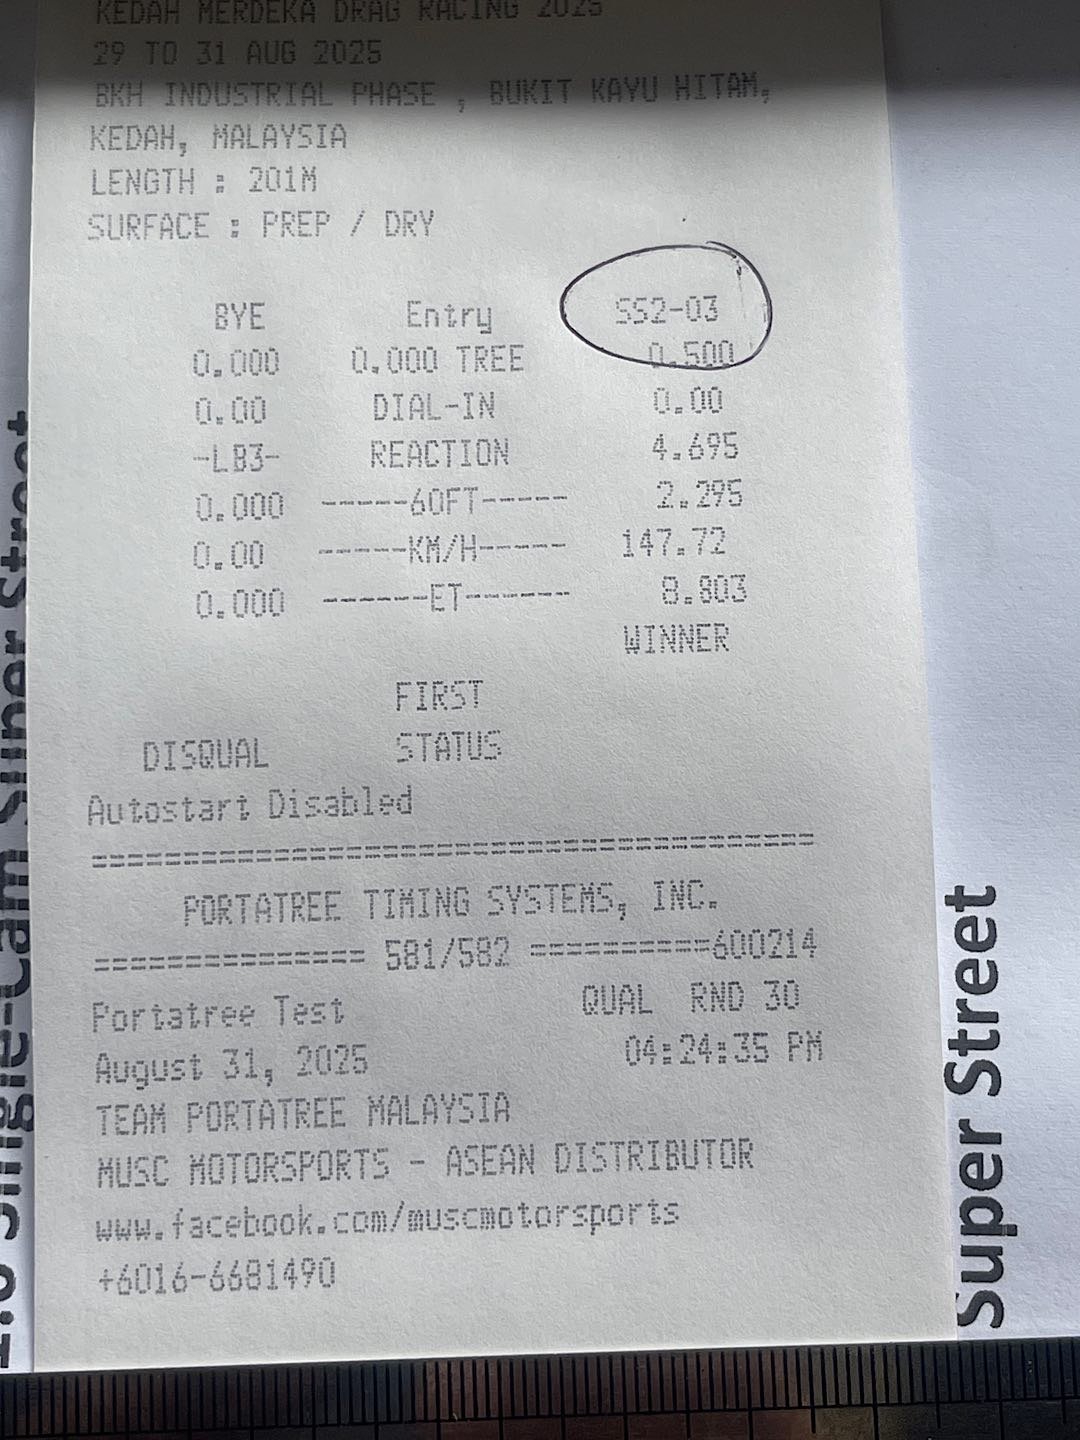 KEDAH MERDEKA DRAG RACING 2025
29 TO 31 AUG 2025
BKH INDUSTRIAL PHASE , BUKIT KAYU HITAM,
KEDAH, MALAYSIA
LENGTH : 201M
SURFACE : PREP / DRY
BYE Entry SS2-03
0.000 0.000 TREE 0.500
0.00 DIAL-IN 0.00
-LB3- REACTION 4.695
0.000 -----60FT----- 2.295
0.00 -----KM/H----- 147.72
0.000 ------ET------ 8.803
WINNER
FIRST
DISQUAL STATUS
Autostart Disabled
================================================
PORTATREE TIMING SYSTEMS, INC.
=============== 581/582 ==========600214
Portatree Test QUAL RND 30
August 31, 2025 04:24:35 PM
TEAM PORTATREE MALAYSIA
MUSC MOTORSPORTS - ASEAN DISTRIBUTOR
www.facebook.com/muscmotorsports
+6016-6681490
Super Street
Single-Cam Super Street